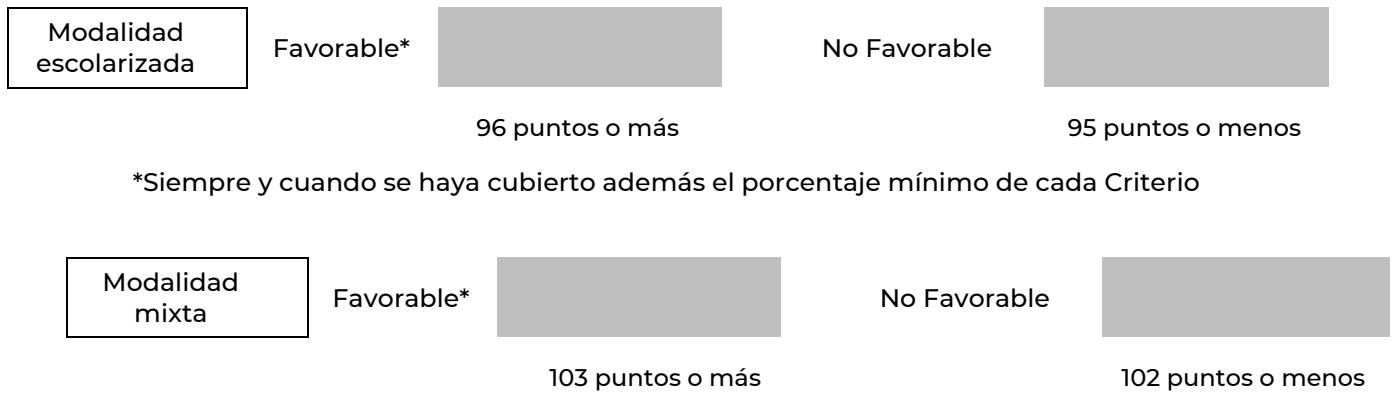 Modalidad
escolarizada
Favorable*
No Favorable
96 puntos o más
95 puntos o menos
*Siempre y cuando se haya cubierto además el porcentaje mínimo de cada Criterio
Modalidad
mixta
Favorable*
No Favorable
103 puntos o más
102 puntos o menos